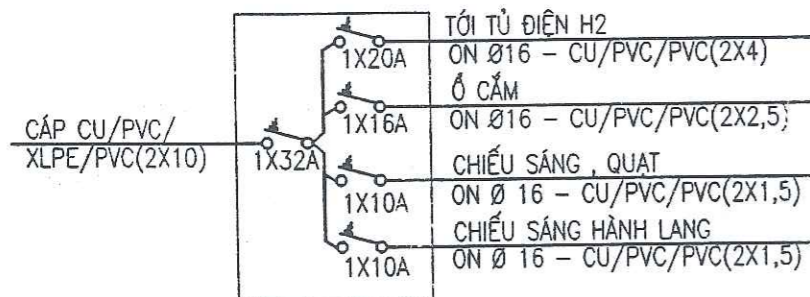 TỚI TỦ ĐIỆN H2
1X20A
ON Ø16 – CU/PVC/PVC(2X4)
Ổ CẮM
1X16A
ON Ø16 – CU/PVC/PVC(2X2,5)
CÁP CU/PVC/
XLPE/PVC(2X10)
1X32A
CHIẾU SÁNG , QUẠT
1X10A
ON Ø 16 – CU/PVC/PVC(2X1,5)
CHIẾU SÁNG HÀNH LANG
1X10A
ON Ø 16 – CU/PVC/PVC(2X1,5)